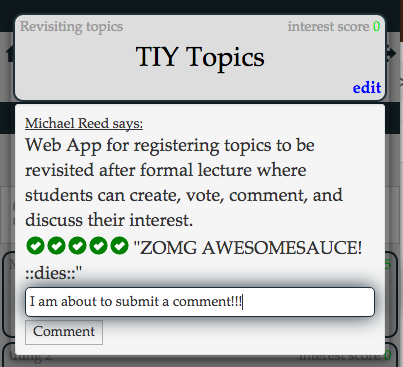 Revisiting topics
interest score 0
TIY Topics
edit
Michael Reed says:
Web App for registering topics to be
revisited after formal lecture where
students can create, vote, comment, and
discuss their interest.
"ZOMG AWESOMESAUCE!
::dies::"
I am about to submit a comment!!!
Comment
thing 2
interest score 0